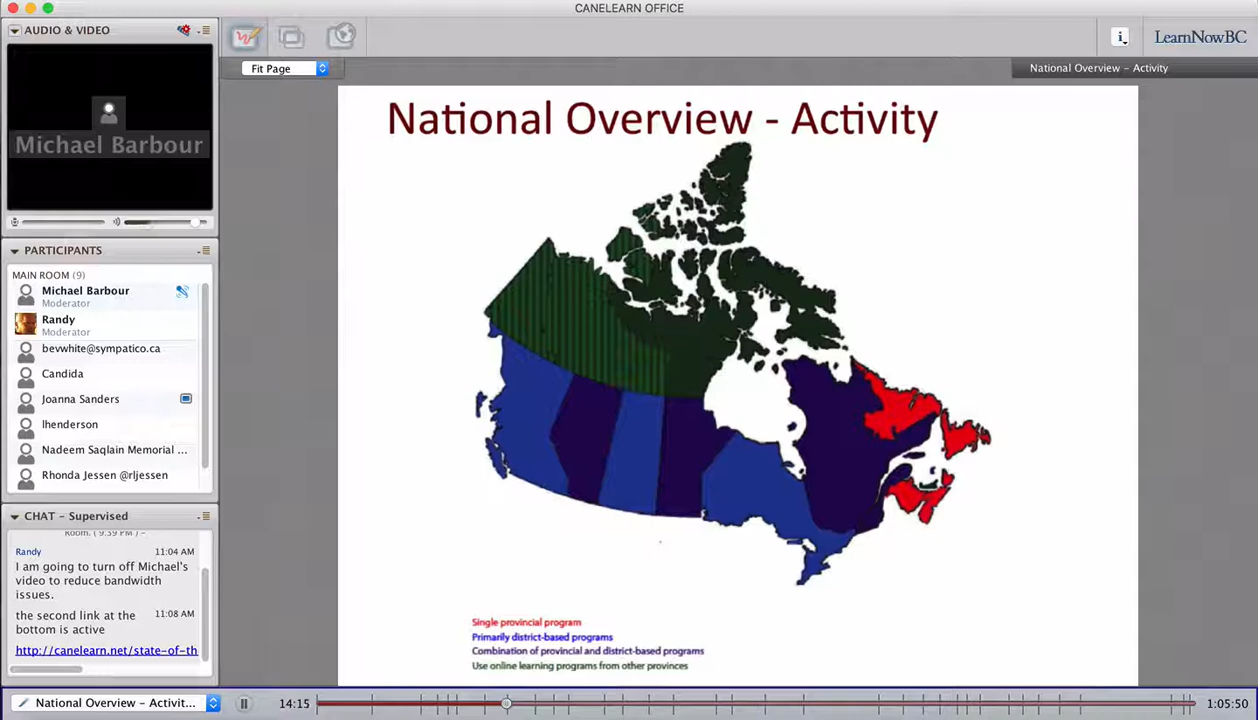 CANELEARN OFFICE
AUDIO & VIDEO
Michael Barbour
PARTICIPANTS
MAIN ROOM (9)
Michael Barbour
Moderator
Randy
Moderator
bevwhite@sympatico.ca
Candida
Joanna Sanders
lhenderson
Nadeem Saqlain Memorial ...
Rhonda Jessen @rljessen
CHAT - Supervised
Room. ( 9:39 PM ) -
Randy 11:04 AM
I am going to turn off Michael's
video to reduce bandwidth
issues.
the second link at the 11:08 AM
bottom is active
http://canelearn.net/state-of-th
Fit Page
i
LearnNowBC
National Overview - Activity
National Overview - Activity
Single provincial program
Primarily district-based programs
Combination of provincial and district-based programs
Use online learning programs from other provinces
National Overview - Activit...
14:15
1:05:50